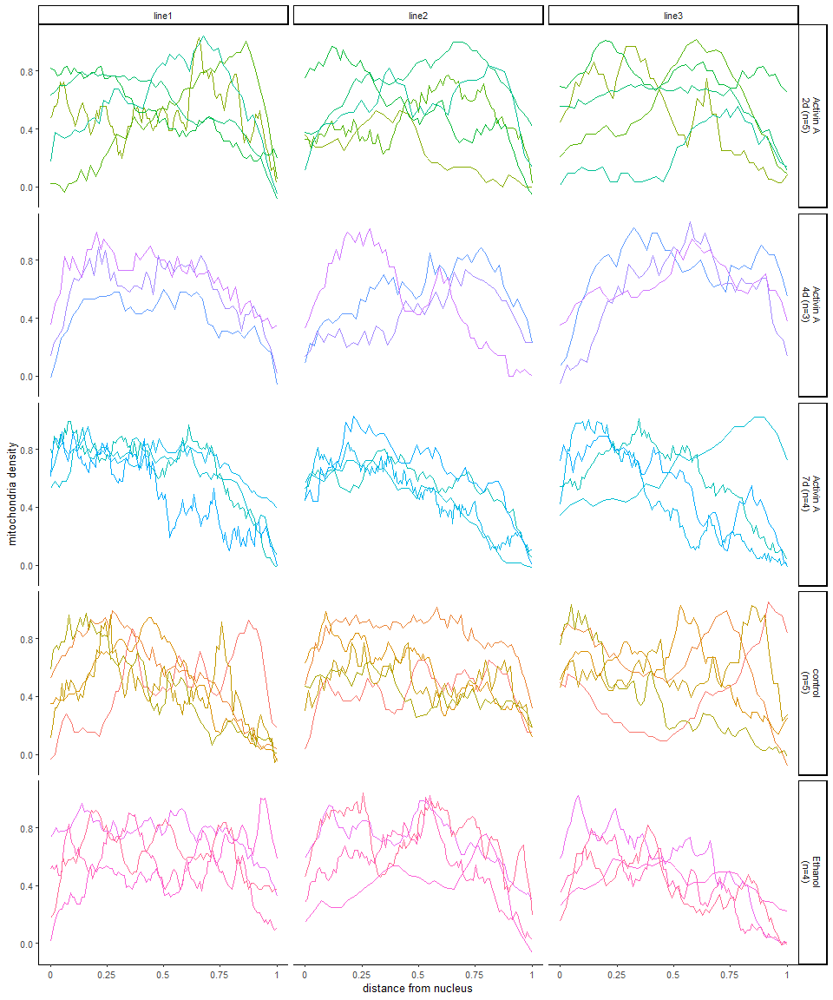 line1
line2
line3
0.8
0.4
0.0
Activin A
2d (n=5)
0.8
0.4
0.0
Activin A
4d (n=3)
mitochondria density
0.8
0.4
0.0
Activin A
7d (n=4)
0.8
0.4
0.0
control
(n=5)
0.8
0.4
0.0
Ethanol
(n=4)
0 0.25 0.5 0.75 1
0 0.25 0.5 0.75 1
0 0.25 0.5 0.75 1
distance from nucleus